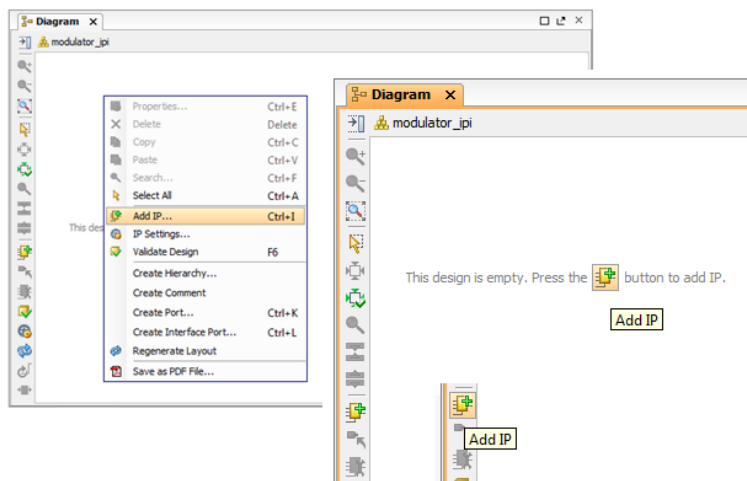 Diagram
modulator_ipi
Properties... Ctrl+E
Delete Delete
Copy Ctrl+C
Paste Ctrl+V
Search... Ctrl+F
Select All Ctrl+A
Add IP... Ctrl+I
IP Settings...
Validate Design F6
Create Hierarchy...
Create Comment
Create Port... Ctrl+K
Create Interface Port... Ctrl+L
Regenerate Layout
Save as PDF File...
This des
Diagram
modulator_ipi
This design is empty. Press the button to add IP.
Add IP
Add IP